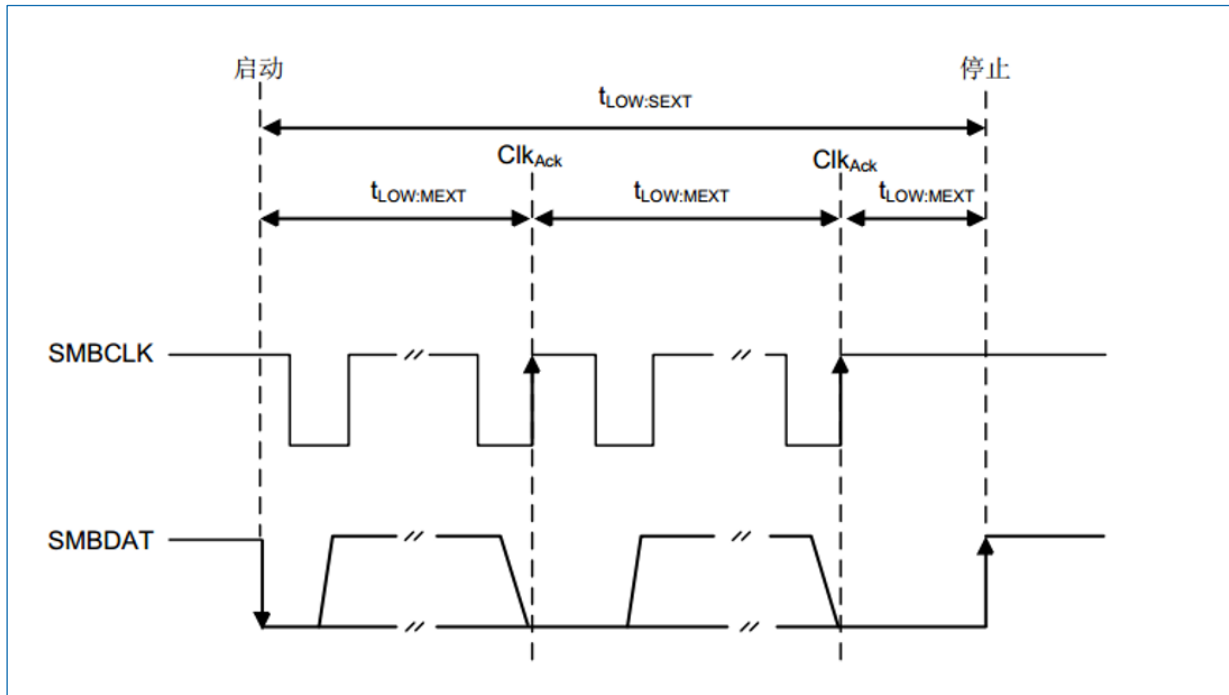 启动 停止
tLOW:SEXT
ClkAck ClkAck
tLOW:MEXT tLOW:MEXT tLOW:MEXT
SMBCLK
SMBDAT